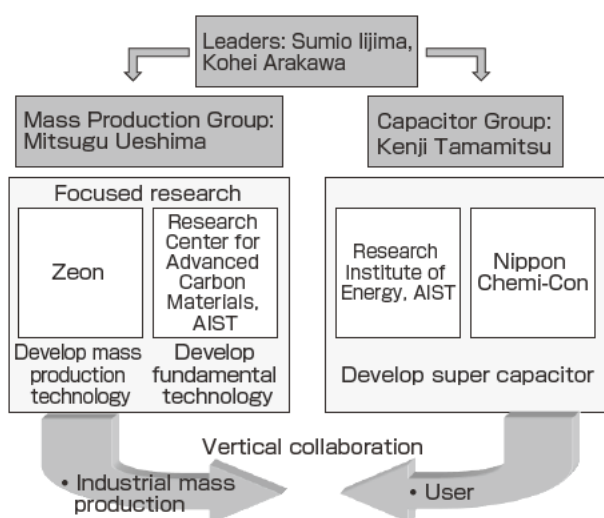 Leaders: Sumio Iijima,
Kohei Arakawa
Mass Production Group:
Mitsugu Ueshima
Capacitor Group:
Kenji Tamamitsu
Focused research
Zeon
Research
Center for
Advanced
Carbon
Materials,
AIST
Develop mass
production
technology
Develop
fundamental
technology
Research
Institute of
Energy, AIST
Nippon
Chemi-Con
Develop super capacitor
Vertical collaboration
• Industrial mass
production
• User